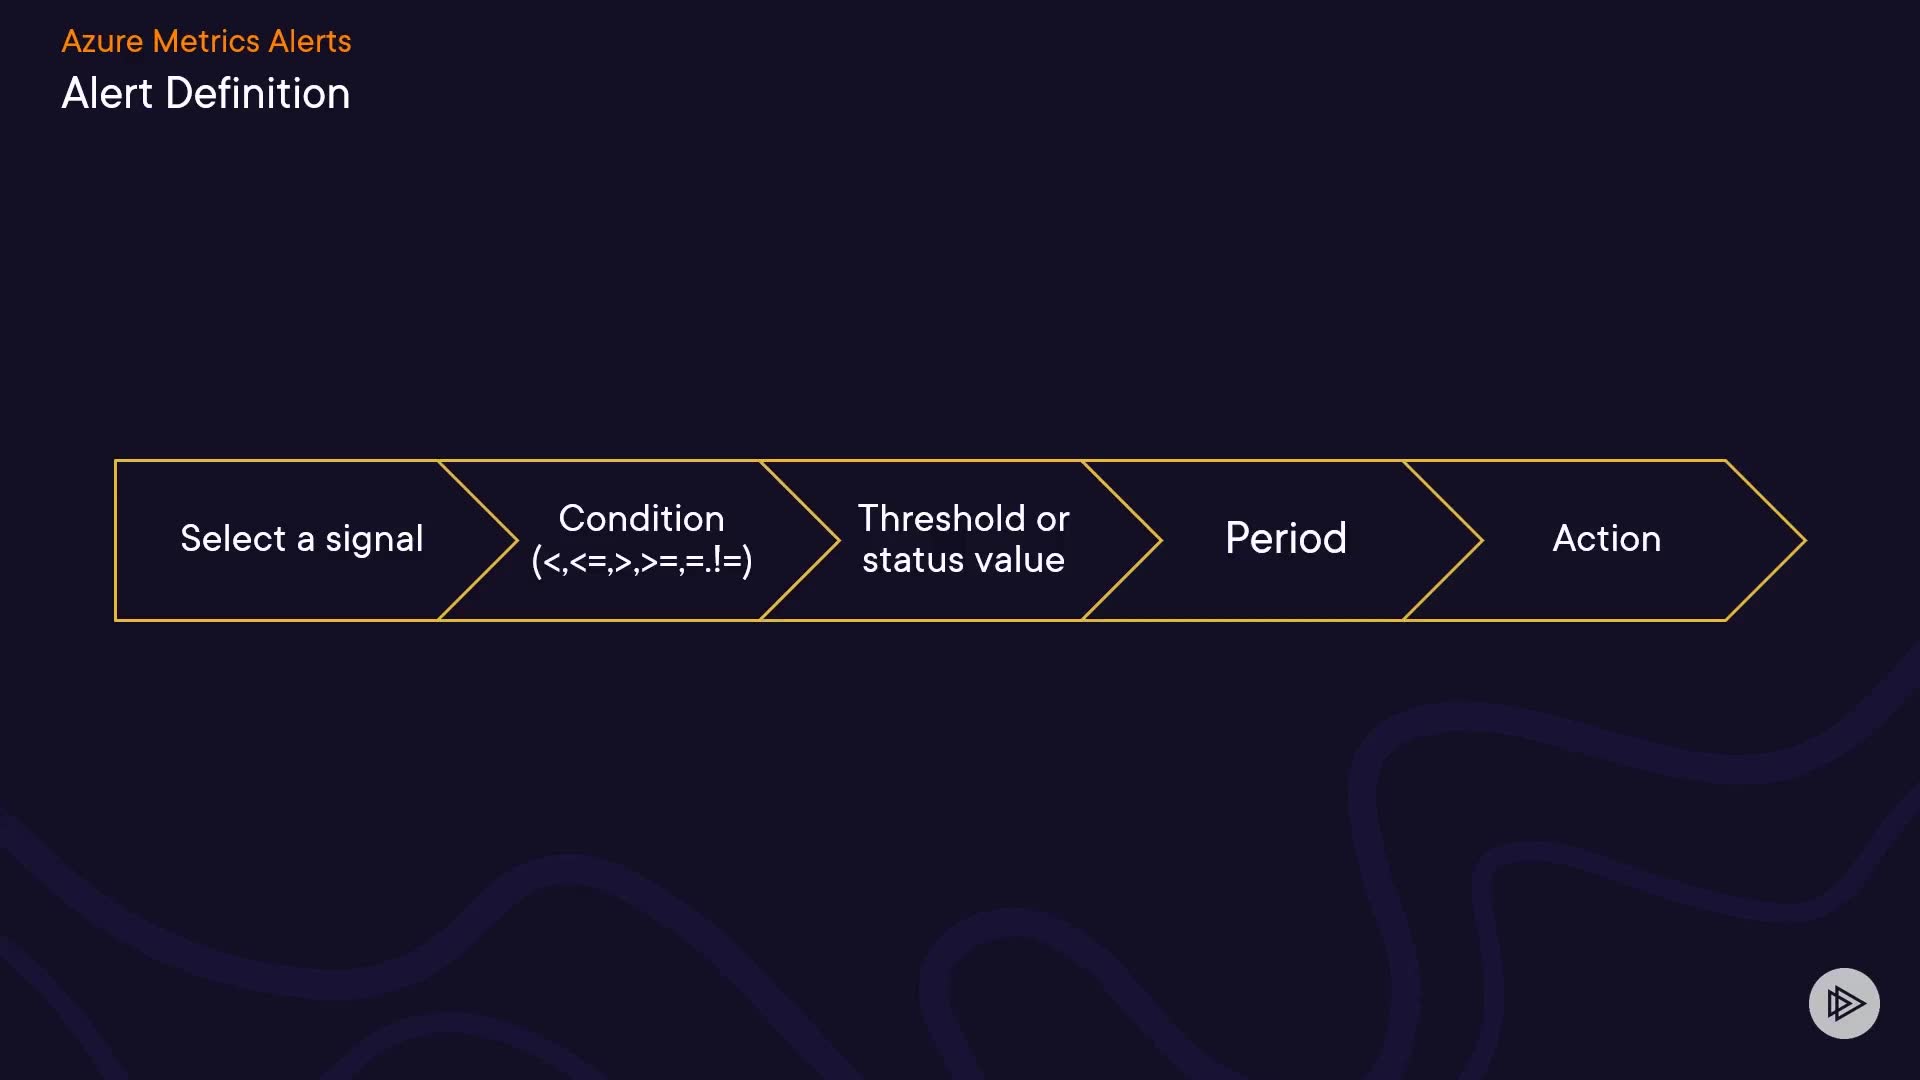 Azure Metrics Alerts
Alert Definition
Select a signal
Condition
(<,<=,>,>=,=.!=)
Threshold or
status value
Period
Action